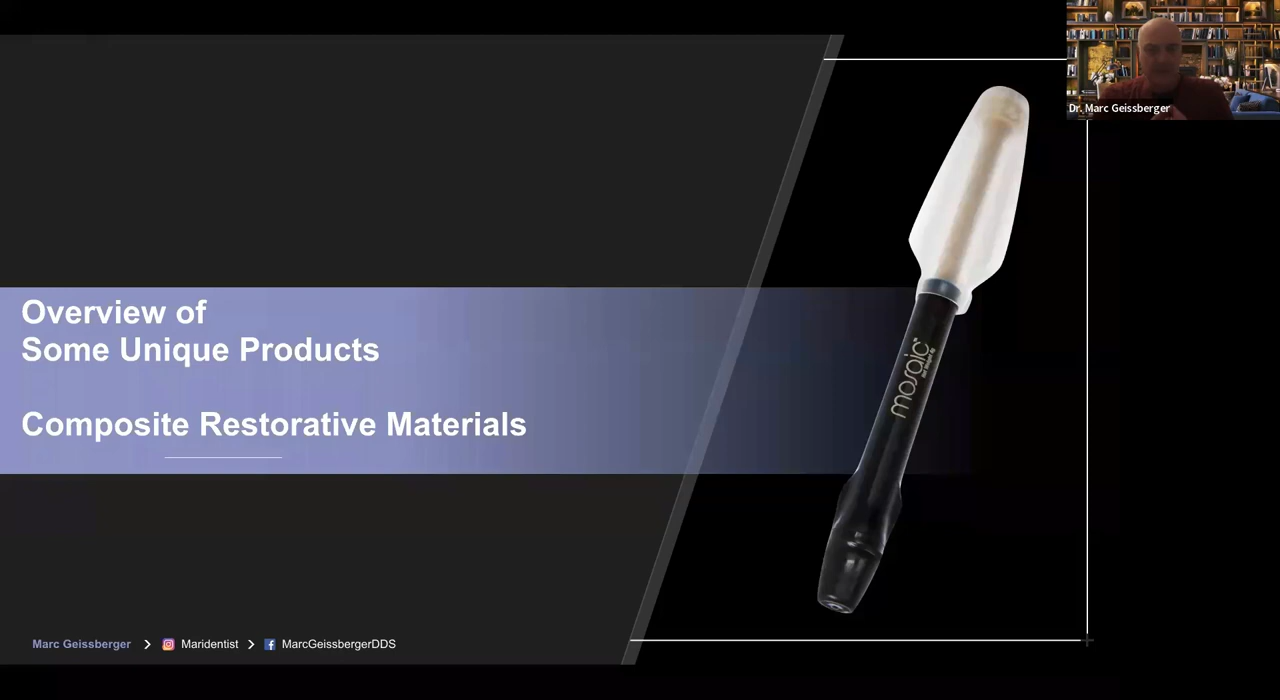 Dr. Marc Geissberger
mosaic
Overview of
Some Unique Products
Composite Restorative Materials
Marc Geissberger
Maridentist
MarcGeissbergerDDS